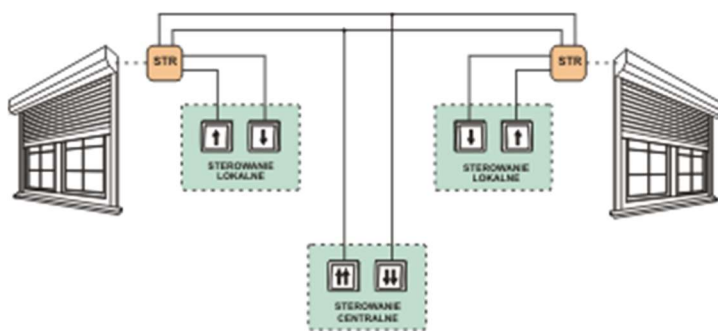 STR
STR
STEROWANIE
LOKALNE
STEROWANIE
LOKALNE
STEROWANIE
CENTRALNE